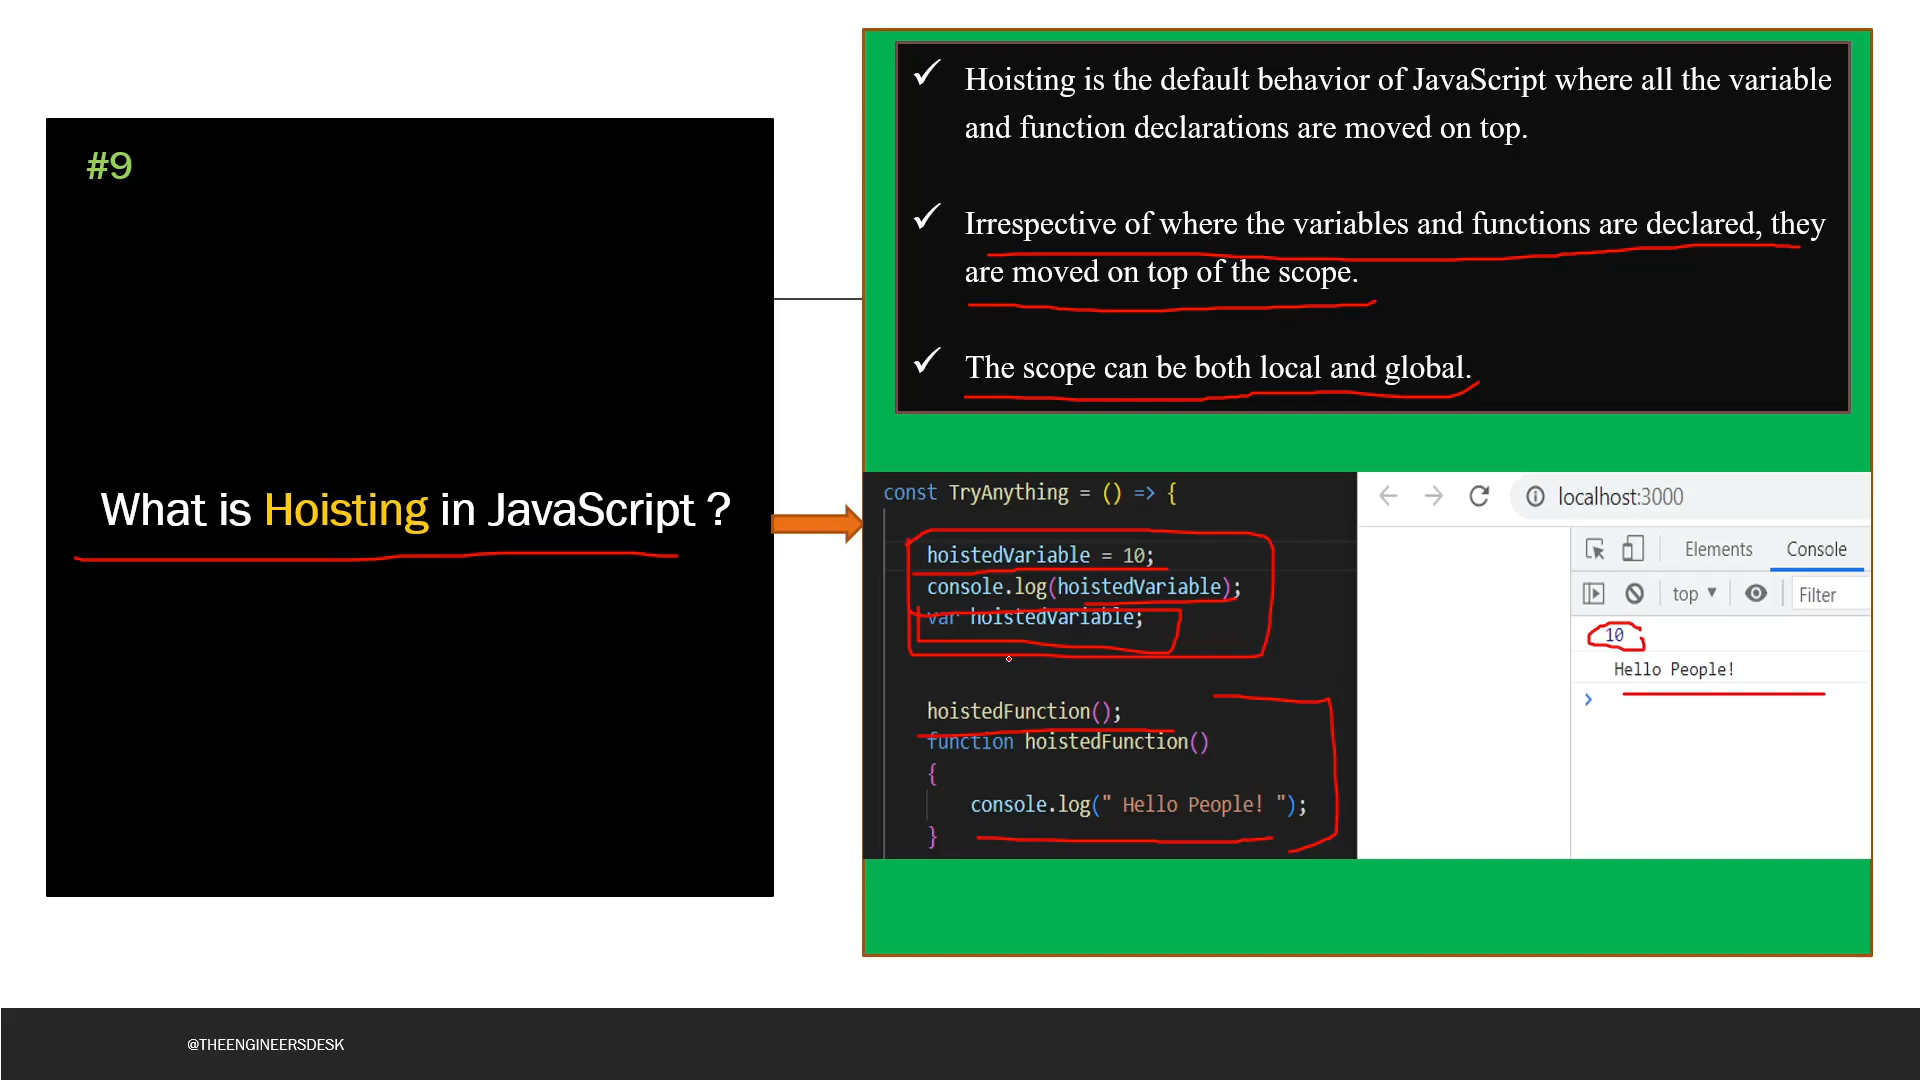 #9
What is Hoisting in JavaScript ?
✓ Hoisting is the default behavior of JavaScript where all the variable
and function declarations are moved on top.
✓ Irrespective of where the variables and functions are declared, they
are moved on top of the scope.
✓ The scope can be both local and global.
const TryAnything = () => {
hoistedVariable = 10;
console.log(hoistedVariable);
var hoistedVariable;
hoistedFunction();
function hoistedFunction()
{
console.log(" Hello People! ");
}
localhost:3000
Elements Console
top Filter
10
Hello People!
@THEENGINEERSDESK